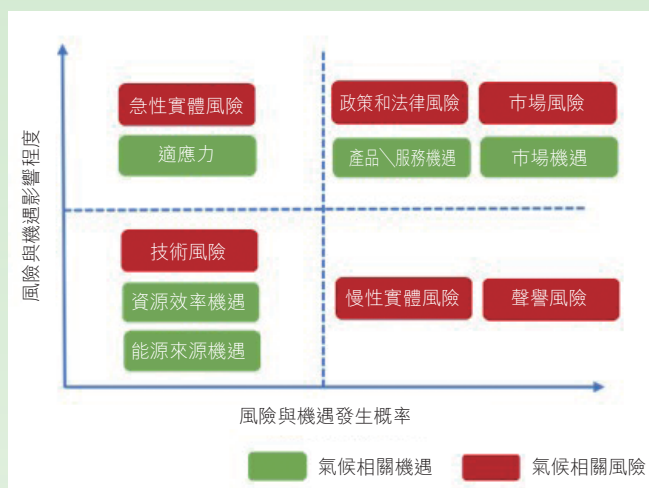 風險與機遇影響程度
急性實體風險
適應力
政策和法律風險
市場風險
產品╲服務機遇
市場機遇
技術風險
資源效率機遇
能源來源機遇
慢性實體風險
聲譽風險
風險與機遇發生概率
氣候相關機遇
氣候相關風險